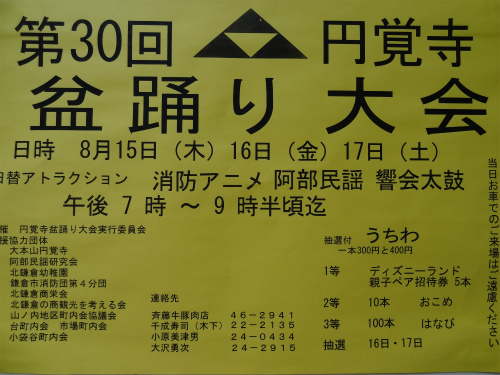 第30回 円覚寺
盆踊り大会
日時 8月15日(木)16日(金)17日(土)
日替アトラクション 消防アニメ 阿部民謡 響会太鼓
午後 7 時 ～ 9 時半頃迄
催 円覚寺盆踊り大会実行委員会
援協力団体
大本山円覚寺
阿部民謡研究会
北鎌倉幼稚園
鎌倉市消防団第4分団
北鎌倉商栄会
北鎌倉の西観光を考える会
山ノ内地区町内会協議会
台町内会 市場町内会
小袋谷町内会
連絡先
斉藤牛豚肉店 46-2941
千成寿司(木下) 22-2135
小原美津男 24-0434
大沢勇次 24-2915
抽選付 うちわ
一本300円と400円
1等 ディズニーランド
親子ペア招待券 5本
2等 10本 おこめ
3等 100本 はなび
抽選 16日・17日
当日お車でのご来場はご遠慮ください